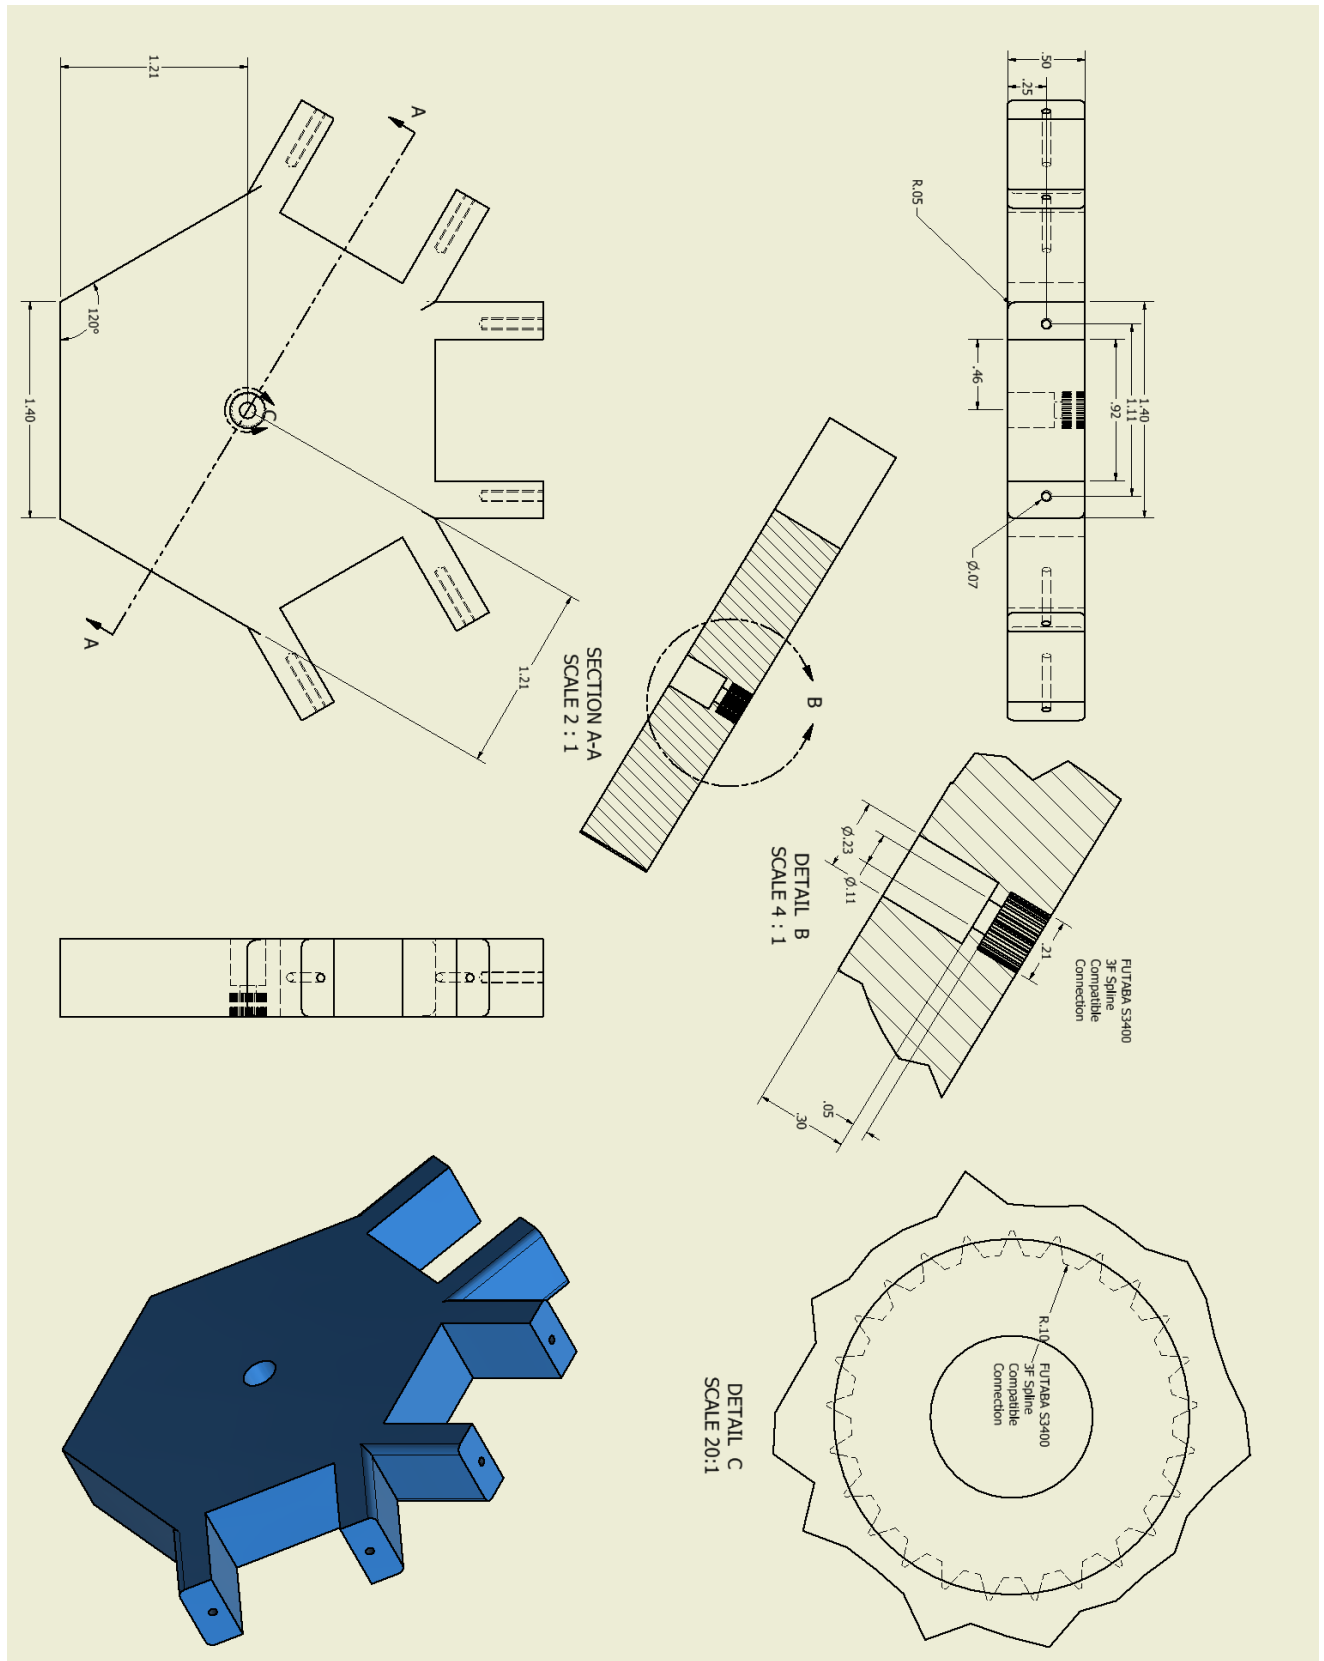 1.21
A
120°
1.40
C
A
1.21
SECTION A-A
SCALE 2 : 1
B
.50
.25
R.05
.46
1.40
1.11
.92
Ø.07
Ø.23
Ø.11
.21
.05
.30
DETAIL B
SCALE 4 : 1
FUTABA S3400
3F Spline
Compatible
Connection
R.10
FUTABA S3400
3F Spline
Compatible
Connection
DETAIL C
SCALE 20:1